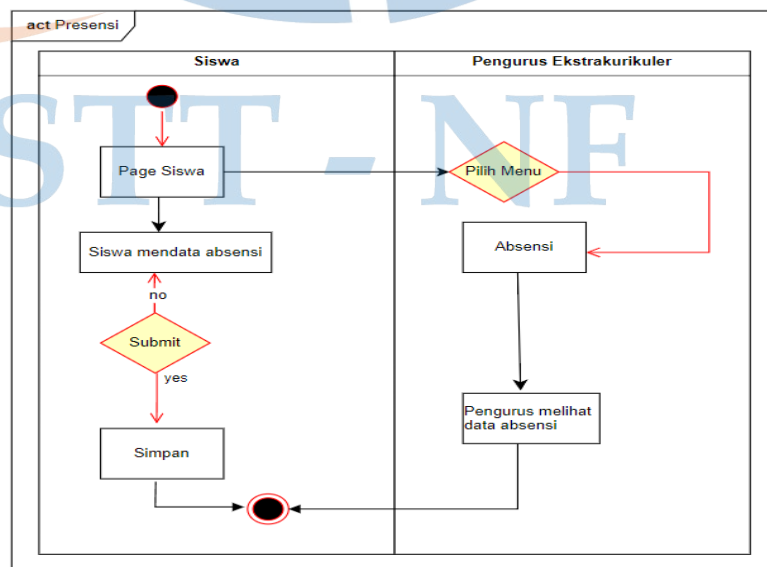 act Presensi
Siswa
Pengurus Ekstrakurikuler
STT - NF
Page Siswa
Pilih Menu
Siswa mendata absensi
Absensi
no
Submit
yes
Pengurus melihat
data absensi
Simpan